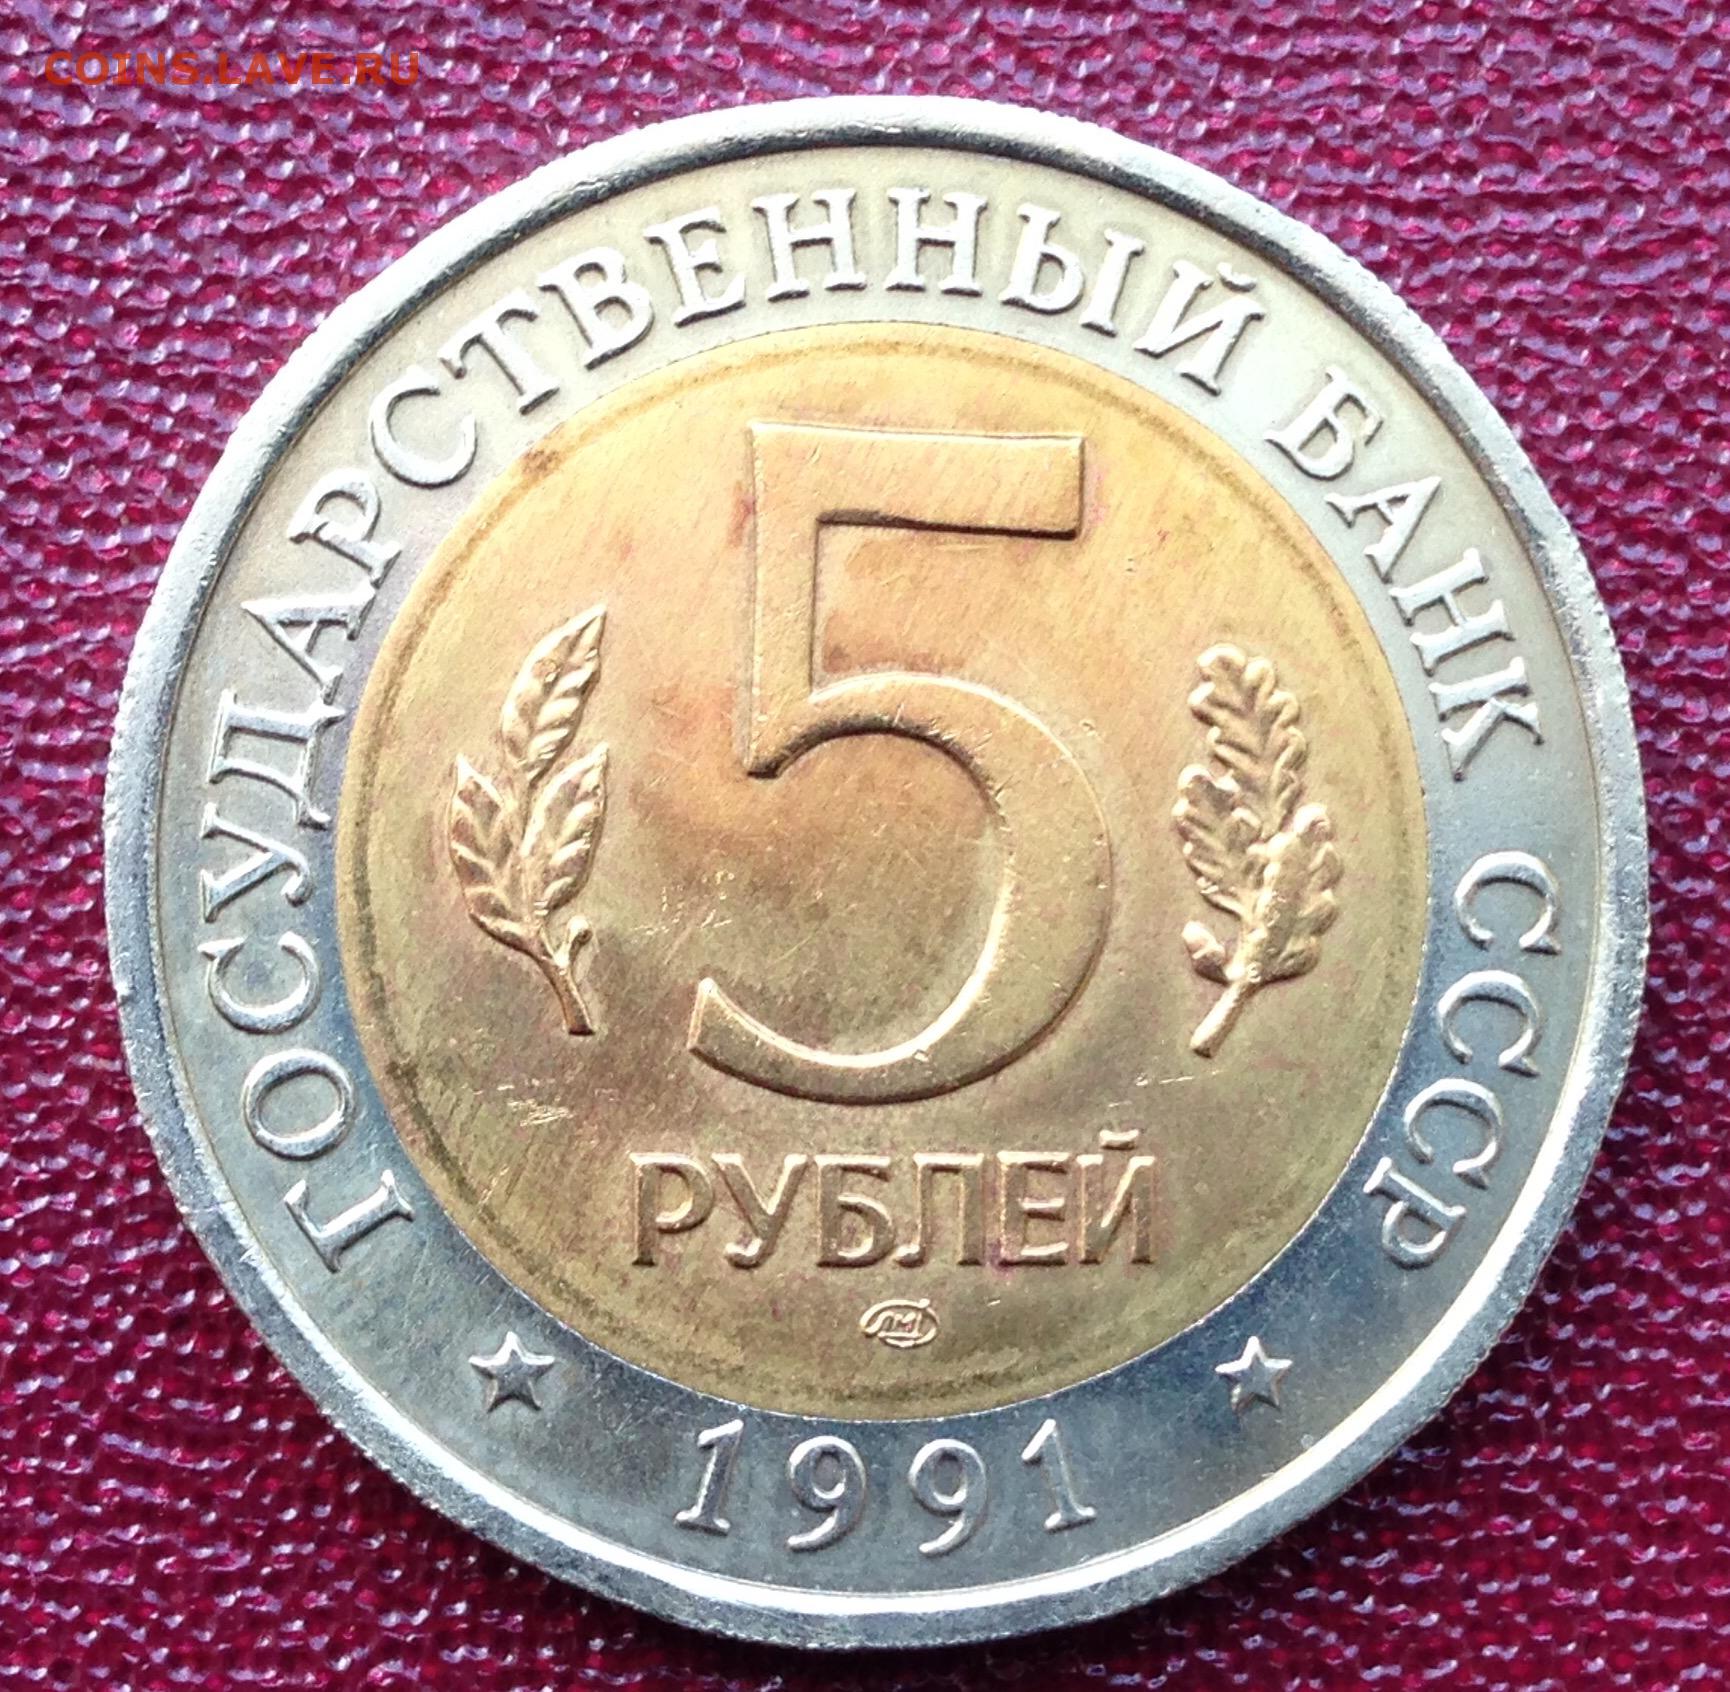 COINS.LAVE.RU
ГОСУДАРСТВЕННЫЙ БАНК СССР
5
РУБЛЕЙ
ЛМД
1991